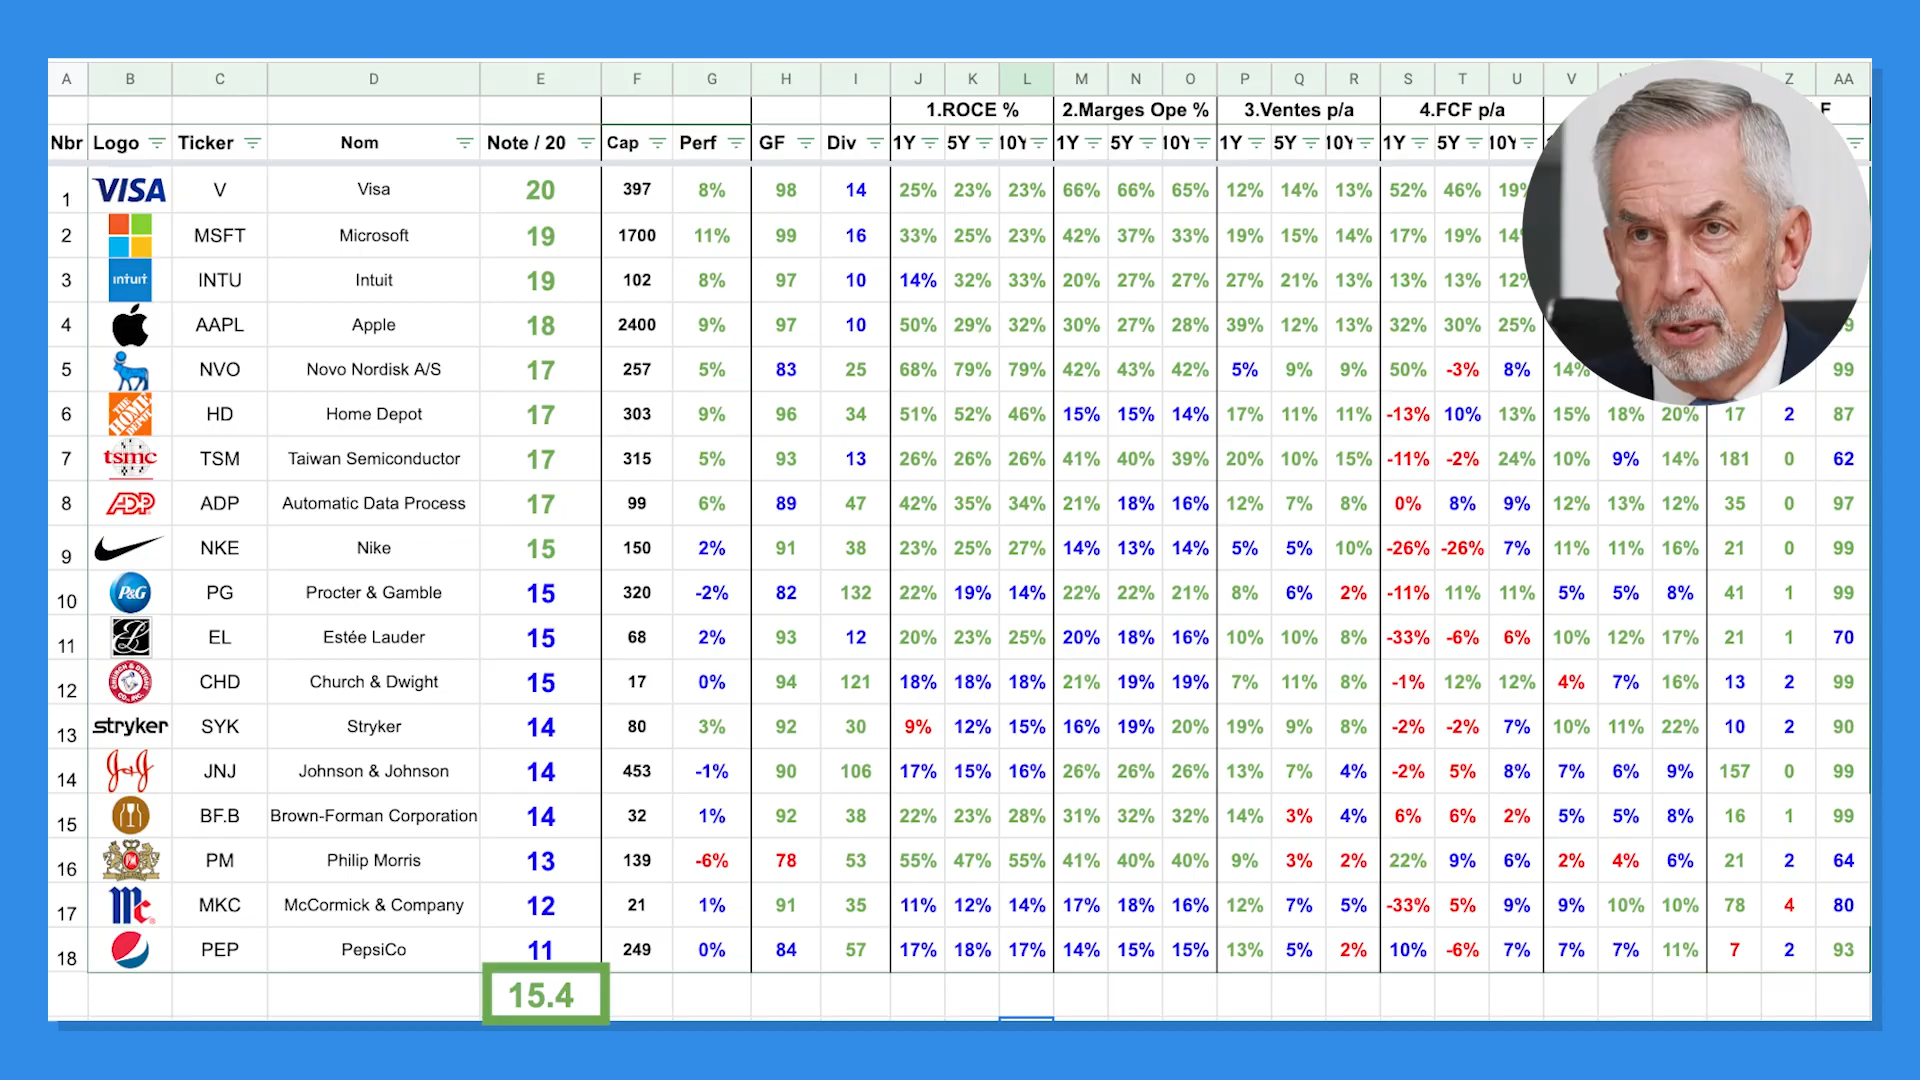 A B C D E F G H I J K L M N O P Q R S T U V Z AA
1.ROCE % 2.Marges Ope % 3.Ventes p/a 4.FCF p/a F
Nbr Logo Ticker Nom Note / 20 Cap Perf GF Div 1Y 5Y 10Y 1Y 5Y 10Y 1Y 5Y 10Y 1Y 5Y 10Y
1 VISA V Visa 20 397 8% 98 14 25% 23% 23% 66% 66% 65% 12% 14% 13% 52% 46% 19%
2 MSFT Microsoft 19 1700 11% 99 16 33% 25% 23% 42% 37% 33% 19% 15% 14% 17% 19% 14
3 intuit INTU Intuit 19 102 8% 97 10 14% 32% 33% 20% 27% 27% 27% 21% 13% 13% 13% 12%
4 AAPL Apple 18 2400 9% 97 10 50% 29% 32% 30% 27% 28% 39% 12% 13% 32% 30% 25% 9
5 NVO Novo Nordisk A/S 17 257 5% 83 25 68% 79% 79% 42% 43% 42% 5% 9% 9% 50% -3% 8% 14% 99
6 THE HOME DEPOT HD Home Depot 17 303 9% 96 34 51% 52% 46% 15% 15% 14% 17% 11% 11% -13% 10% 13% 15% 18% 20% 17 2 87
7 tsmc TSM Taiwan Semiconductor 17 315 5% 93 13 26% 26% 26% 41% 40% 39% 20% 10% 15% -11% -2% 24% 10% 9% 14% 181 0 62
8 ADP ADP Automatic Data Process 17 99 6% 89 47 42% 35% 34% 21% 18% 16% 12% 7% 8% 0% 8% 9% 12% 13% 12% 35 0 97
9 NKE Nike 15 150 2% 91 38 23% 25% 27% 14% 13% 14% 5% 5% 10% -26% -26% 7% 11% 11% 16% 21 0 99
10 P&G PG Procter & Gamble 15 320 -2% 82 132 22% 19% 14% 22% 22% 21% 8% 6% 2% -11% 11% 11% 5% 5% 8% 41 1 99
11 EL Estée Lauder 15 68 2% 93 12 20% 23% 25% 20% 18% 16% 10% 10% 8% -33% -6% 6% 10% 12% 17% 21 1 70
12 CHURCH & DWIGHT CO., INC. CHD Church & Dwight 15 17 0% 94 121 18% 18% 18% 21% 19% 19% 7% 11% 8% -1% 12% 12% 4% 7% 16% 13 2 99
13 stryker SYK Stryker 14 80 3% 92 30 9% 12% 15% 16% 19% 20% 19% 9% 8% -2% -2% 7% 10% 11% 22% 10 2 90
14 J&J JNJ Johnson & Johnson 14 453 -1% 90 106 17% 15% 16% 26% 26% 26% 13% 7% 4% -2% 5% 8% 7% 6% 9% 157 0 99
15 BF.B Brown-Forman Corporation 14 32 1% 92 38 22% 23% 28% 31% 32% 32% 14% 3% 4% 6% 6% 2% 5% 5% 8% 16 1 99
16 PM PM Philip Morris 13 139 -6% 78 53 55% 47% 55% 41% 40% 40% 9% 3% 2% 22% 9% 6% 2% 4% 6% 21 2 64
17 Mc MKC McCormick & Company 12 21 1% 91 35 11% 12% 14% 17% 18% 16% 12% 7% 5% -33% 5% 9% 9% 10% 10% 78 4 80
18 PEP PepsiCo 11 249 0% 84 57 17% 18% 17% 14% 15% 15% 13% 5% 2% 10% -6% 7% 7% 7% 11% 7 2 93
15.4